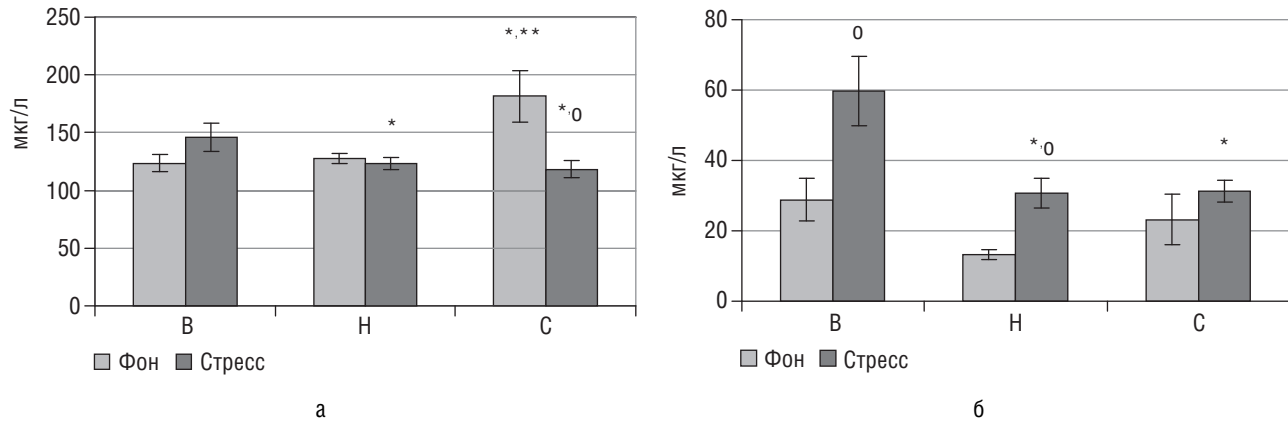 250
200
150
100
50
0
мкг/л
*,**
*,o
*
В
Н
С
Фон
Стресс
а
80
60
40
20
0
мкг/л
о
*,о
*
В
Н
С
Фон
Стресс
б